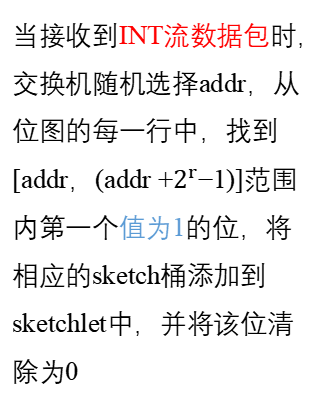 当接收到INT流数据包时，
交换机随机选择addr，从
位图的每一行中，找到
[addr，(addr +2ʳ−1)]范围
内第一个值为1的位，将
相应的sketch桶添加到
sketchlet中，并将该位清
除为0